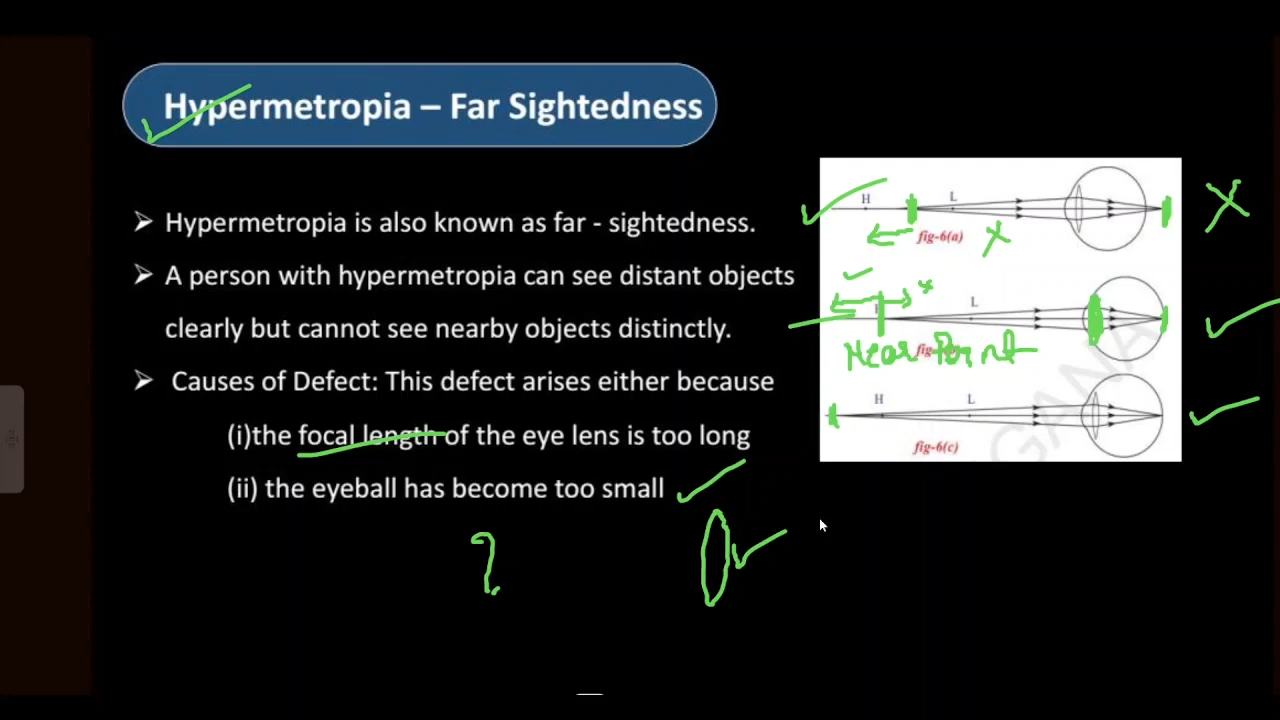 Hypermetropia – Far Sightedness
➢ Hypermetropia is also known as far - sightedness.
➢ A person with hypermetropia can see distant objects
clearly but cannot see nearby objects distinctly.
➢ Causes of Defect: This defect arises either because
(i)the focal length of the eye lens is too long
(ii) the eyeball has become too small
?
H L
fig-6(a)
L
Near Point
H L
fig-6(c)
GANA